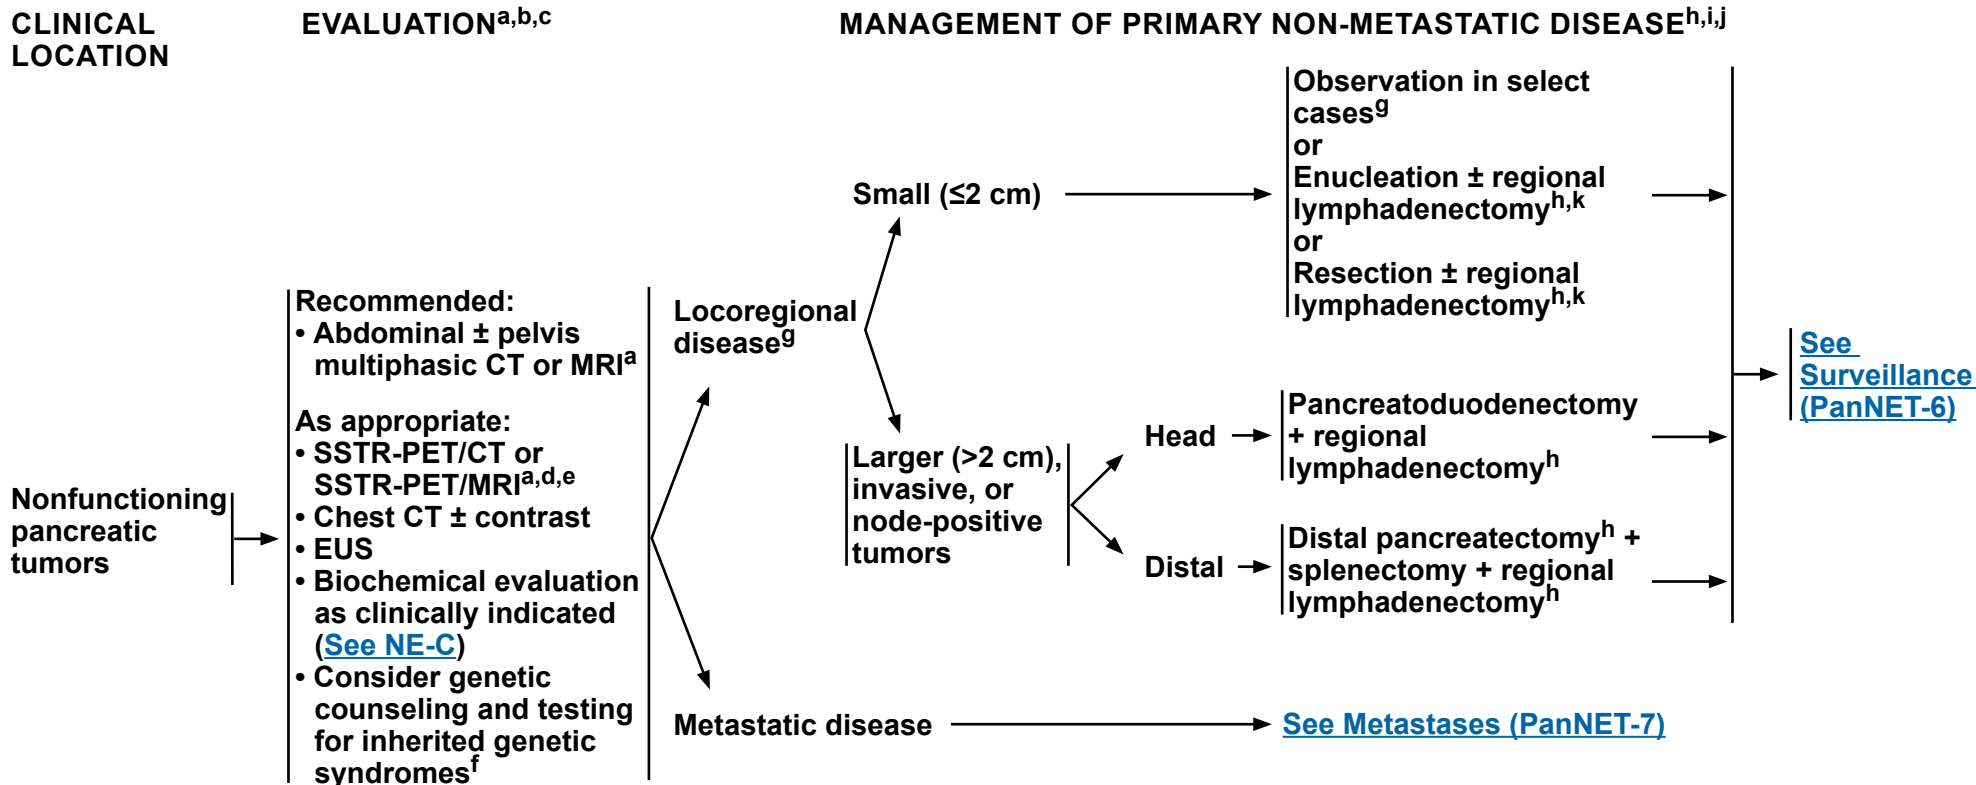 CLINICAL
LOCATION
EVALUATIONa,b,c
MANAGEMENT OF PRIMARY NON-METASTATIC DISEASEh,i,j
Nonfunctioning
pancreatic
tumors
Recommended:
• Abdominal ± pelvis
multiphasic CT or MRIa
As appropriate:
• SSTR-PET/CT or
SSTR-PET/MRIa,d,e
• Chest CT ± contrast
• EUS
• Biochemical evaluation
as clinically indicated
(See NE-C)
• Consider genetic
counseling and testing
for inherited genetic
syndromesf
Locoregional
diseaseg
Small (≤2 cm)
Observation in select
casesg
or
Enucleation ± regional
lymphadenectomyh,k
or
Resection ± regional
lymphadenectomyh,k
Larger (>2 cm),
invasive, or
node-positive
tumors
Head
Pancreatoduodenectomy
+ regional
lymphadenectomyh
Distal
Distal pancreatectomyh +
splenectomy + regional
lymphadenectomyh
See
Surveillance
(PanNET-6)
Metastatic disease
See Metastases (PanNET-7)